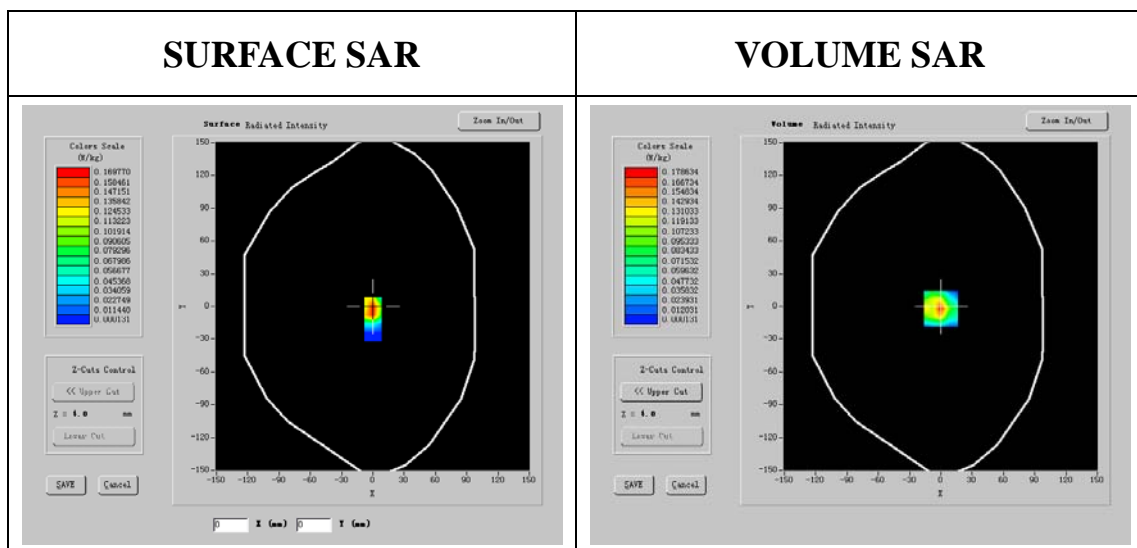 SURFACE SAR
VOLUME SAR
Surface Radiated Intensity
Zoom In/Out
Colors Scale
(W/kg)
0.169770
0.158461
0.147151
0.135842
0.124533
0.113223
0.101914
0.090605
0.079296
0.067986
0.056677
0.045368
0.034059
0.022749
0.011440
0.000131
150
120
90
60
30
0
-30
-60
-90
-120
-150
Y
-150 -120 -90 -60 -30 0 30 60 90 120 150
X
Z-Cuts Control
<< Upper Cut
Z = 4.0 mm
Lower Cut
SAVE
Cancel
0 X (mm) 0 Y (mm)
Volume Radiated Intensity
Zoom In/Out
Colors Scale
(W/kg)
0.178634
0.166734
0.154834
0.142934
0.131033
0.119133
0.107233
0.095333
0.083433
0.071532
0.059632
0.047732
0.035832
0.023931
0.012031
0.000131
150
120
90
60
30
0
-30
-60
-90
-120
-150
Y
-150 -120 -90 -60 -30 0 30 60 90 120 150
X
Z-Cuts Control
<< Upper Cut
Z = 4.0 mm
Lower Cut
SAVE
Cancel